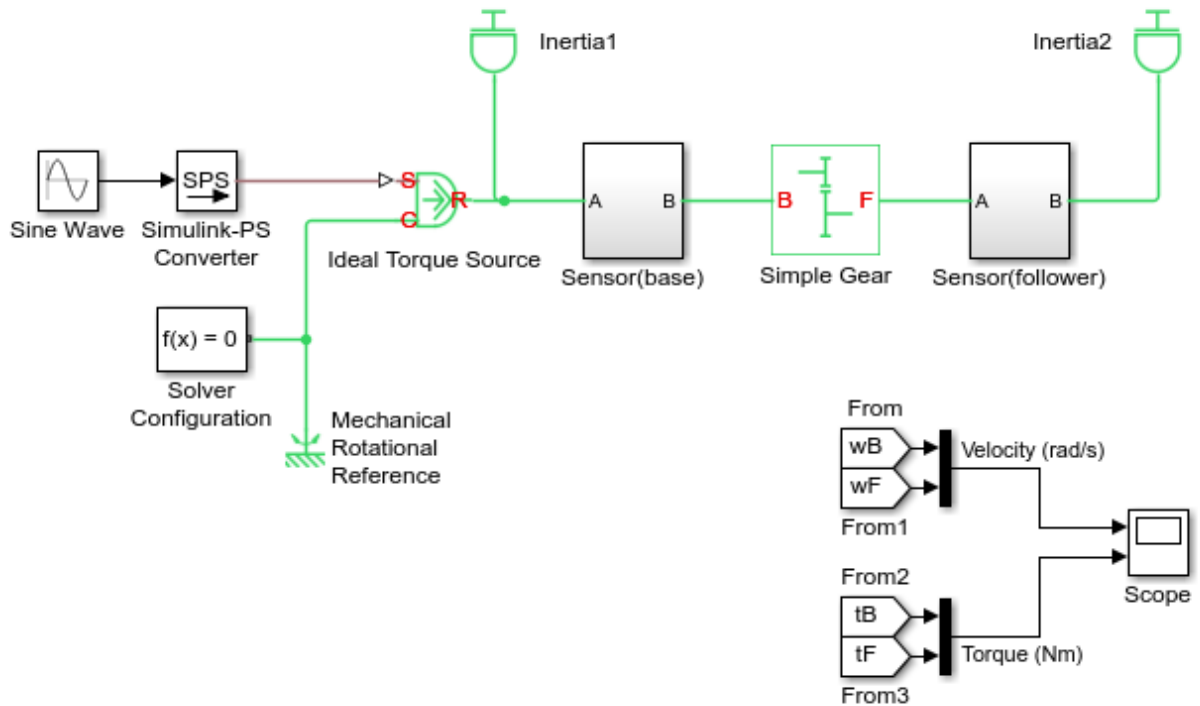 Inertia1
Inertia2
SPS
S
R
C
A
B
B
F
A
B
Sine Wave
Simulink-PS
Converter
Ideal Torque Source
Sensor(base)
Simple Gear
Sensor(follower)
f(x) = 0
Solver
Configuration
Mechanical
Rotational
Reference
From
wB
Velocity (rad/s)
wF
From1
From2
Scope
tB
tF
Torque (Nm)
From3